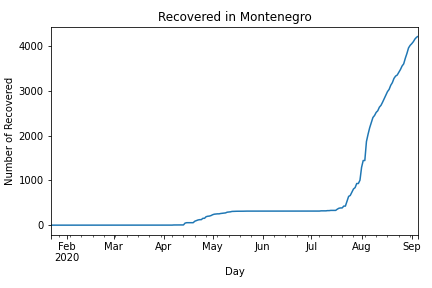 Recovered in Montenegro
Number of Recovered
4000
3000
2000
1000
0
Feb Mar Apr May Jun Jul Aug Sep
2020
Day